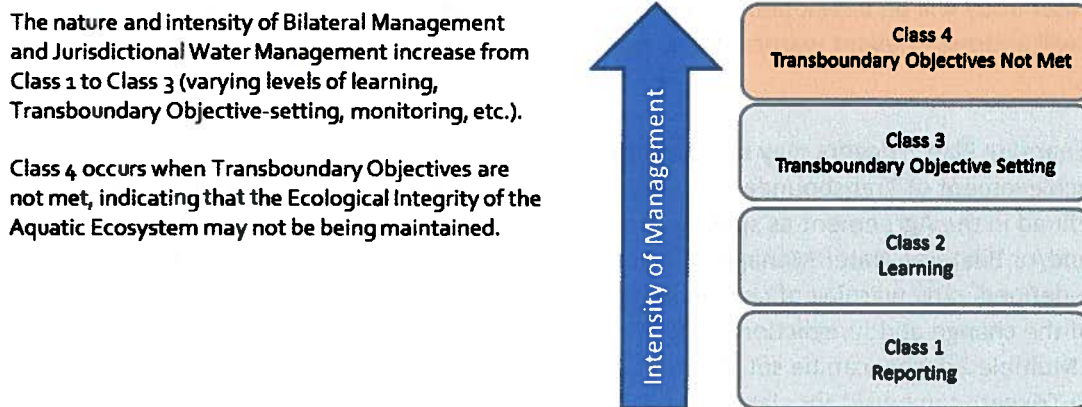 The nature and intensity of Bilateral Management
and Jurisdictional Water Management increase from
Class 1 to Class 3 (varying levels of learning,
Transboundary Objective-setting, monitoring, etc.).
Class 4 occurs when Transboundary Objectives are
not met, indicating that the Ecological Integrity of the
Aquatic Ecosystem may not be being maintained.
Intensity of Management
Class 4
Transboundary Objectives Not Met
Class 3
Transboundary Objective Setting
Class 2
Learning
Class 1
Reporting